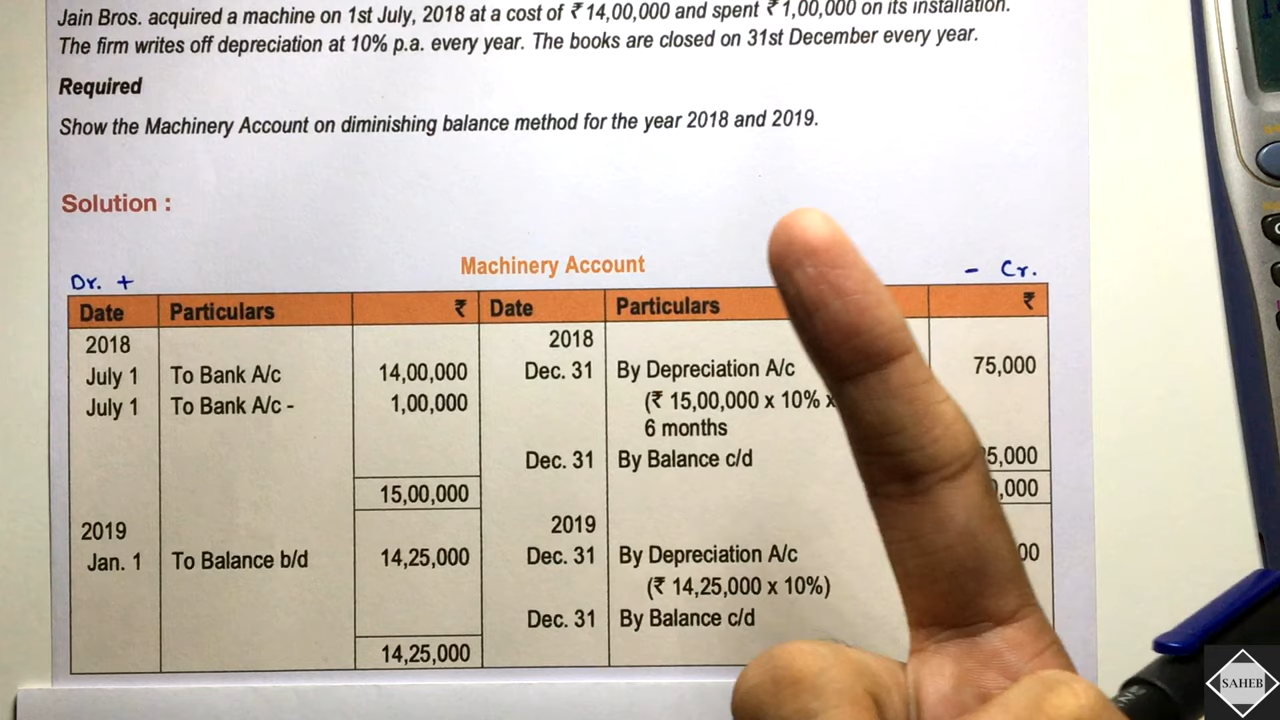 Jain Bros. acquired a machine on 1st July, 2018 at a cost of ₹ 14,00,000 and spent ₹ 1,00,000 on its installation.
The firm writes off depreciation at 10% p.a. every year. The books are closed on 31st December every year.
Required
Show the Machinery Account on diminishing balance method for the year 2018 and 2019.
Solution :
Machinery Account
Dr. + - Cr.
Date Particulars ₹ Date Particulars ₹
2018 2018
July 1 To Bank A/c 14,00,000 Dec. 31 By Depreciation A/c 75,000
July 1 To Bank A/c - 1,00,000 (₹ 15,00,000 x 10% x
6 months
Dec. 31 By Balance c/d 5,000
15,00,000 ,000
2019 2019
Jan. 1 To Balance b/d 14,25,000 Dec. 31 By Depreciation A/c 00
(₹ 14,25,000 x 10%)
Dec. 31 By Balance c/d
14,25,000
SAHEB